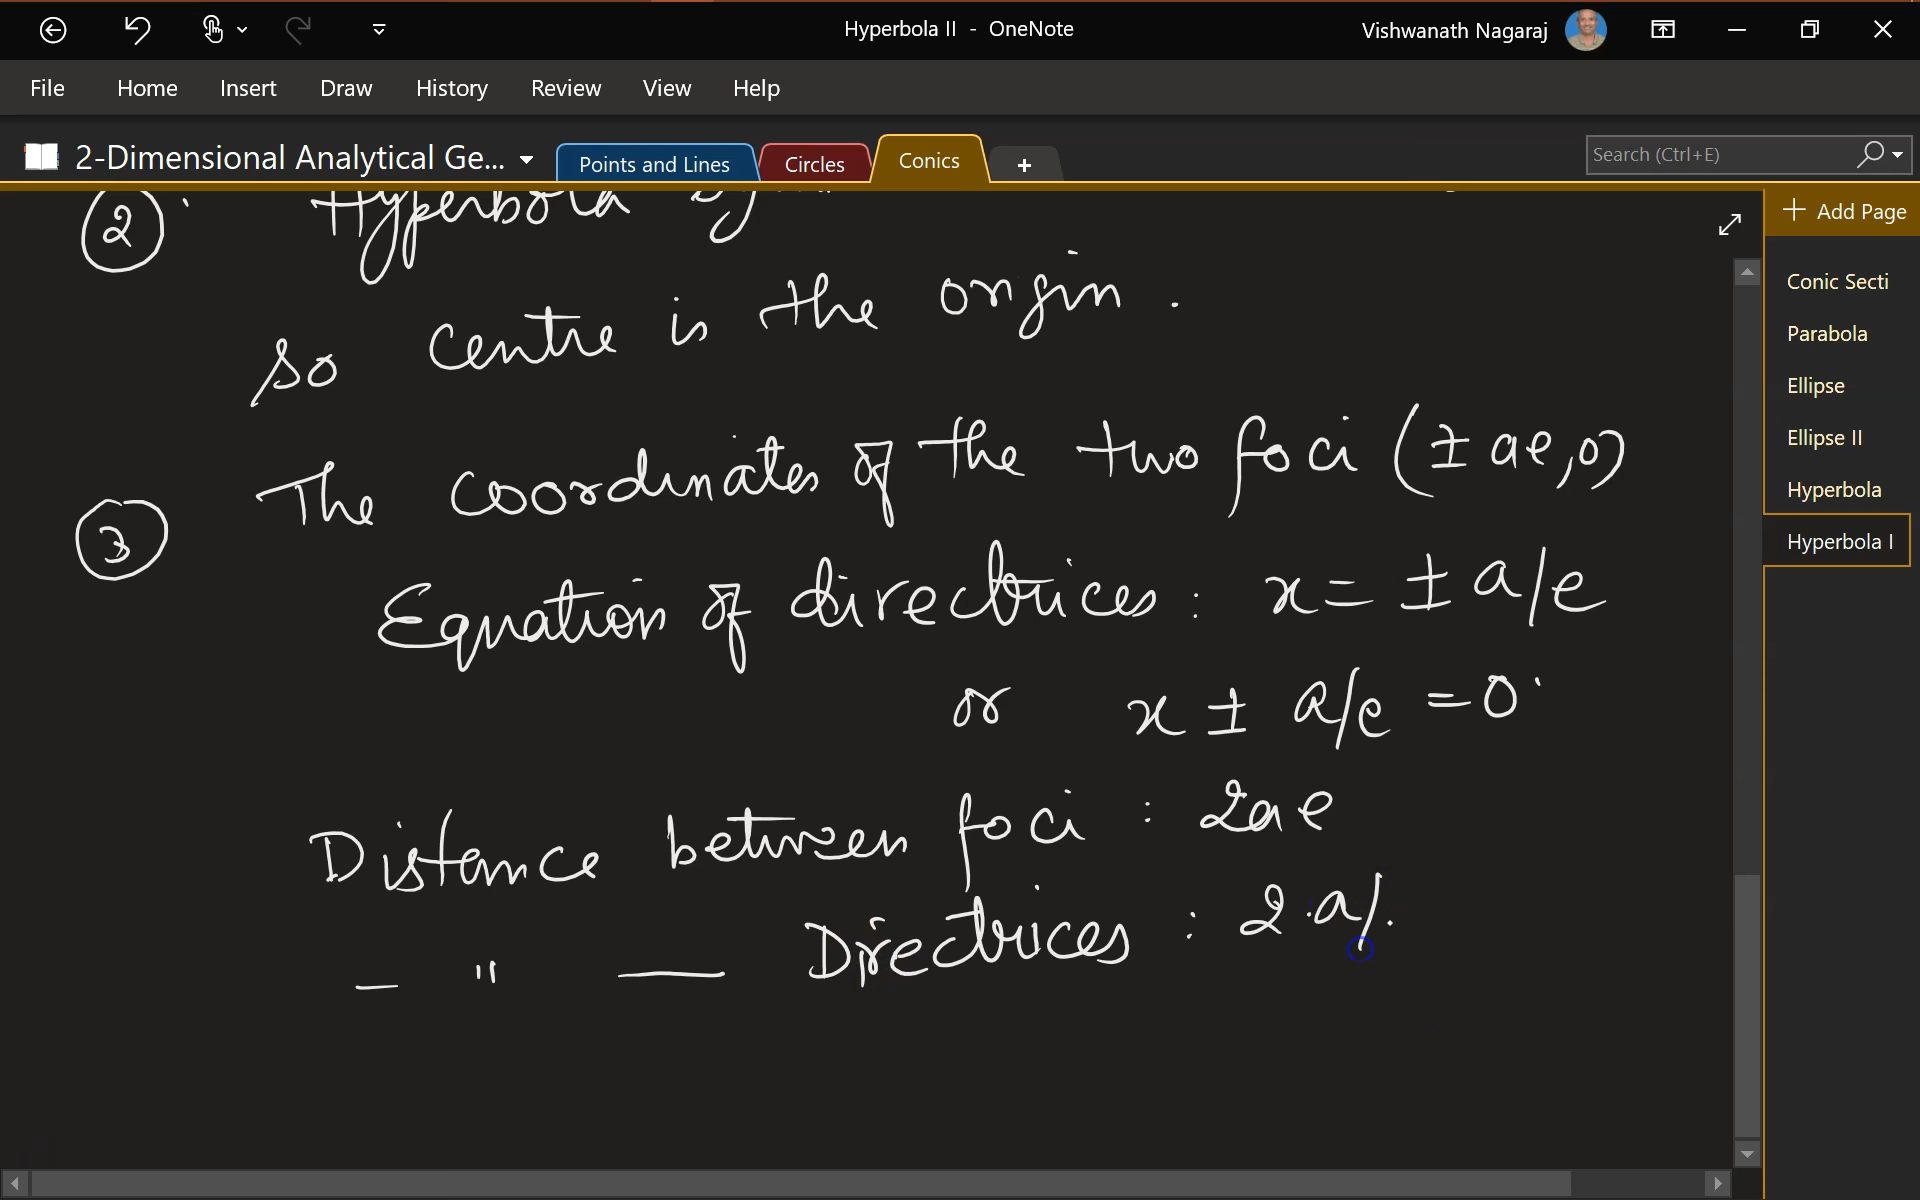 Hyperbola II - OneNote
Vishwanath Nagaraj
File Home Insert Draw History Review View Help
2-Dimensional Analytical Ge...
Points and Lines
Circles
Conics
+
Search (Ctrl+E)
Add Page
Conic Secti
Parabola
Ellipse
Ellipse II
Hyperbola
Hyperbola I
② Hyperbola
so centre is the origin.
③ The coordinates of the two foci (± ae,0)
Equation of directrices: x = ± a/e
or x ± a/e = 0.
Distance between foci : 2ae
— " — Directrices : 2.a/.